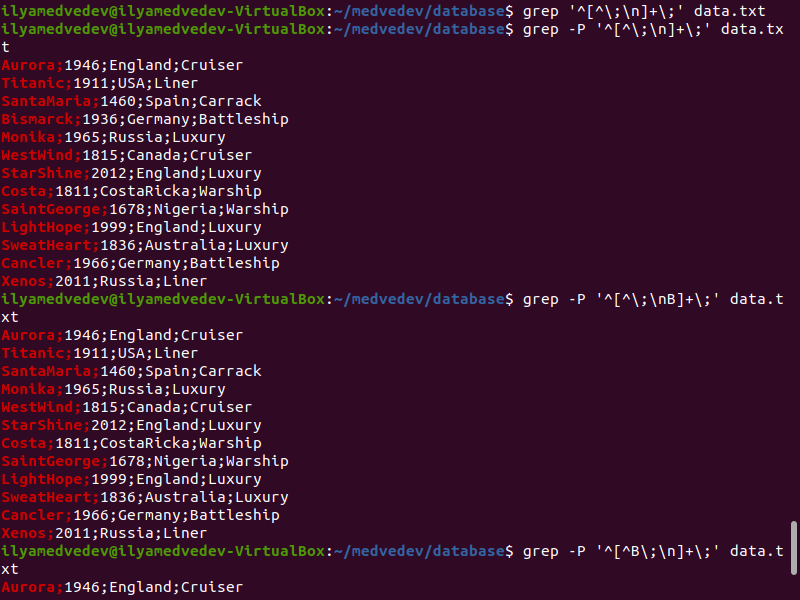 ilyamedvedev@ilyamedvedev-VirtualBox:~/medvedev/database$ grep '^[^\;\n]+\;' data.txt
ilyamedvedev@ilyamedvedev-VirtualBox:~/medvedev/database$ grep -P '^[^\;\n]+\;' data.tx
t
Aurora;1946;England;Cruiser
Titanic;1911;USA;Liner
SantaMaria;1460;Spain;Carrack
Bismarck;1936;Germany;Battleship
Monika;1965;Russia;Luxury
WestWind;1815;Canada;Cruiser
StarShine;2012;England;Luxury
Costa;1811;CostaRicka;Warship
SaintGeorge;1678;Nigeria;Warship
LightHope;1999;England;Luxury
SweatHeart;1836;Australia;Luxury
Cancler;1966;Germany;Battleship
Xenos;2011;Russia;Liner
ilyamedvedev@ilyamedvedev-VirtualBox:~/medvedev/database$ grep -P '^[^\;\nB]+\;' data.t
xt
Aurora;1946;England;Cruiser
Titanic;1911;USA;Liner
SantaMaria;1460;Spain;Carrack
Monika;1965;Russia;Luxury
WestWind;1815;Canada;Cruiser
StarShine;2012;England;Luxury
Costa;1811;CostaRicka;Warship
SaintGeorge;1678;Nigeria;Warship
LightHope;1999;England;Luxury
SweatHeart;1836;Australia;Luxury
Cancler;1966;Germany;Battleship
Xenos;2011;Russia;Liner
ilyamedvedev@ilyamedvedev-VirtualBox:~/medvedev/database$ grep -P '^[^B\;\n]+\;' data.t
xt
Aurora;1946;England;Cruiser